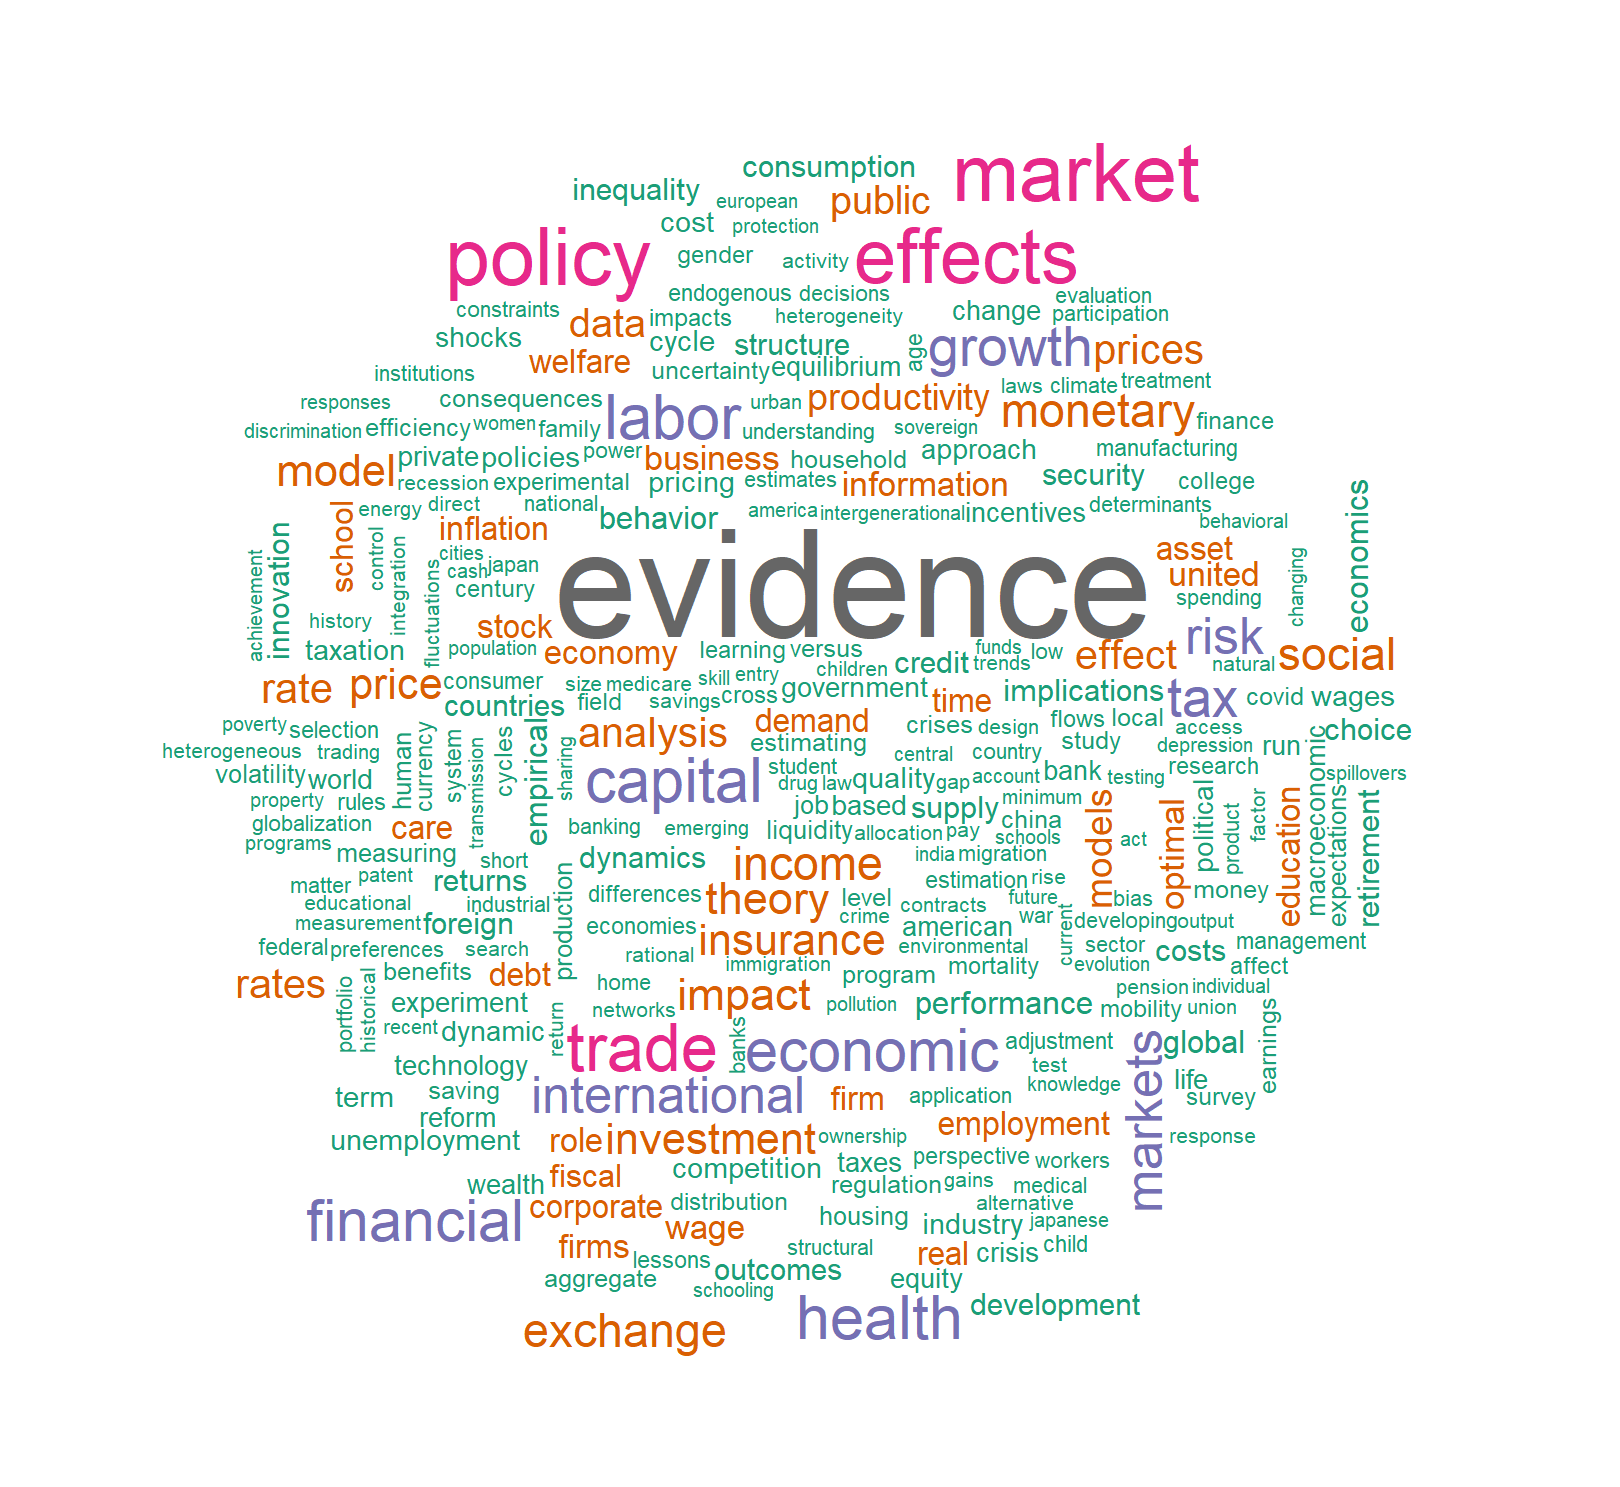 consumption
market
inequality
european
public
cost
protection
policy
gender
activity
effects
endogenous
decisions
evaluation
constraints
data
impacts
heterogeneity
change
participation
shocks
cycle
structure
age
growth
prices
welfare
uncertainty
equilibrium
institutions
laws
climate
treatment
responses
consequences
labor
urban
productivity
monetary
finance
discrimination
efficiency
women
family
understanding
sovereign
model
private
policies
power
business
household
approach
manufacturing
recession
experimental
pricing
estimates
information
security
college
school
energy
direct
national
behavior
america
intergenerational
incentives
determinants
behavioral
economics
innovation
achievement
control
integration
inflation
cities
cash
japan
century
fluctuations
evidence
asset
united
spending
changing
history
taxation
stock
population
economy
learning
versus
children
credit
funds
trends
low
effect
risk
natural
social
rate
price
consumer
countries
size
medicare
field
skill
entry
savings
cross
government
time
implications
tax
covid
wages
poverty
selection
heterogeneous
trading
volatility
world
human
currency
system
transmission
cycles
empirical
sharing
analysis
demand
estimating
crises
design
flows
local
study
access
depression
run
choice
central
country
capital
student
drug
law
quality
gap
account
bank
testing
research
macroeconomic
spillovers
property
rules
globalization
programs
care
measuring
job
based
supply
minimum
china
models
optimal
political
product
factor
education
expectations
retirement
banking
emerging
liquidity
allocation
pay
schools
act
short
dynamics
income
india
migration
matter
patent
returns
educational
industrial
measurement
foreign
production
differences
theory
level
estimation
rise
contracts
future
bias
money
crime
american
war
current
developing
output
federal
preferences
search
economies
insurance
environmental
sector
costs
management
rational
immigration
program
mortality
evolution
affect
rates
benefits
debt
home
impact
pollution
performance
pension
individual
mobility
union
portfolio
historical
experiment
networks
recent
dynamic
return
trade
banks
economic
adjustment
markets
global
earnings
technology
test
knowledge
life
survey
term
saving
international
firm
application
reform
unemployment
role
investment
ownership
employment
response
fiscal
competition
taxes
perspective
workers
wealth
regulation
gains
medical
financial
corporate
distribution
alternative
wage
housing
industry
japanese
firms
lessons
structural
real
crisis
child
aggregate
outcomes
schooling
equity
exchange
health
development